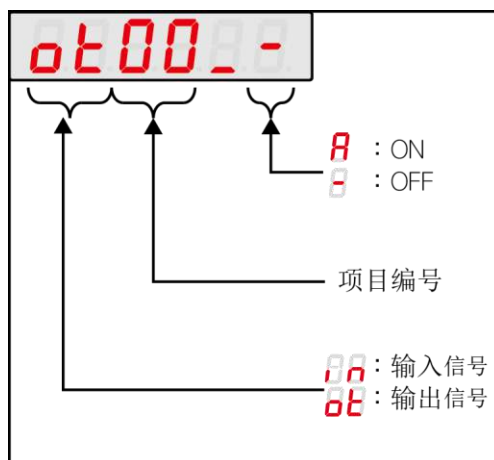 ot00_ -
A : ON
- : OFF
项目编号
in : 输入信号
ot : 输出信号